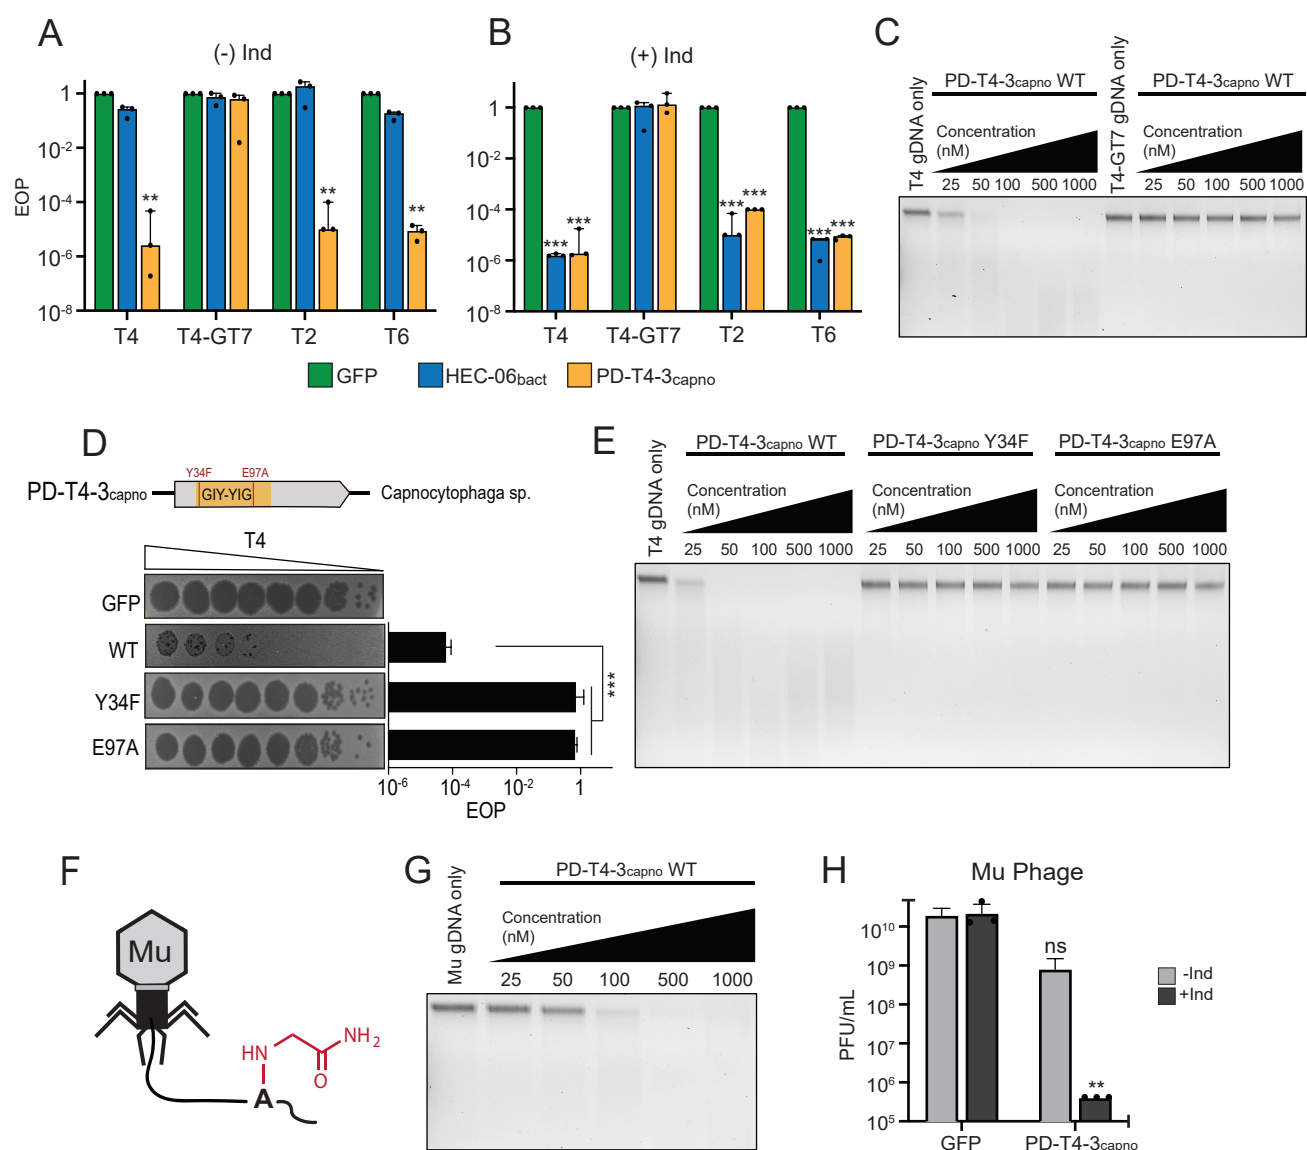 A
(-) Ind
EOP
1
10-2
10-4
10-6
10-8
**
**
**
T4
T4-GT7
T2
T6
B
(+) Ind
1
10-2
10-4
10-6
10-8
***
***
***
***
***
***
T4
T4-GT7
T2
T6
GFP
HEC-06bact
PD-T4-3capno
C
T4 gDNA only
PD-T4-3capno WT
Concentration
(nM)
25 50 100 500 1000
T4-GT7 gDNA only
PD-T4-3capno WT
Concentration
(nM)
25 50 100 500 1000
D
Y34F E97A
PD-T4-3capno
GIY-YIG
Capnocytophaga sp.
T4
GFP
WT
Y34F
E97A
***
10-6 10-4 10-2 1
EOP
E
T4 gDNA only
PD-T4-3capno WT
Concentration
(nM)
25 50 100 500 1000
PD-T4-3capno Y34F
Concentration
(nM)
25 50 100 500 1000
PD-T4-3capno E97A
Concentration
(nM)
25 50 100 500 1000
F
Mu
HN
NH2
O
A
G
Mu gDNA only
PD-T4-3capno WT
Concentration
(nM)
25 50 100 500 1000
H
Mu Phage
PFU/mL
1010
109
108
107
106
105
ns
**
GFP
PD-T4-3capno
-Ind
+Ind